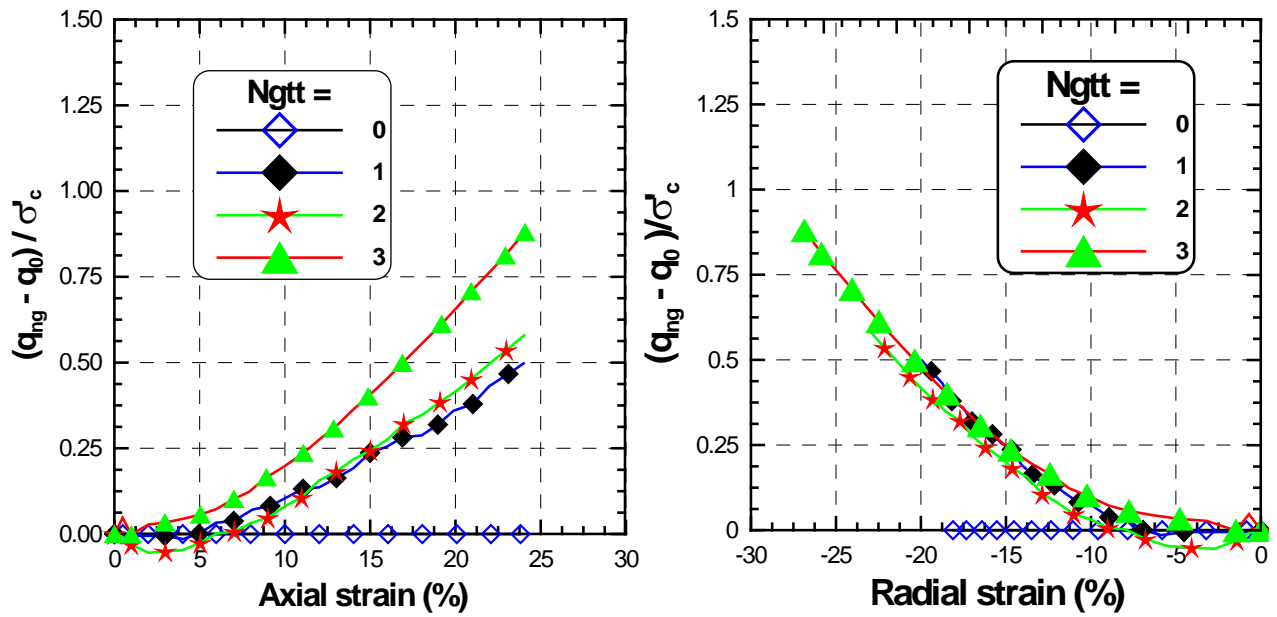 1.50
1.25
1.00
0.75
0.50
0.25
0.00
0 5 10 15 20 25 30
(q_ng - q_0) / σ'_c
Axial strain (%)
Ngtt =
0
1
2
3
1.5
1.25
1
0.75
0.5
0.25
0
-25 -20 -15 -10 -5 0
(q_ng - q_0 )/σ'_c
Radial strain (%)
Ngtt =
0
1
2
3